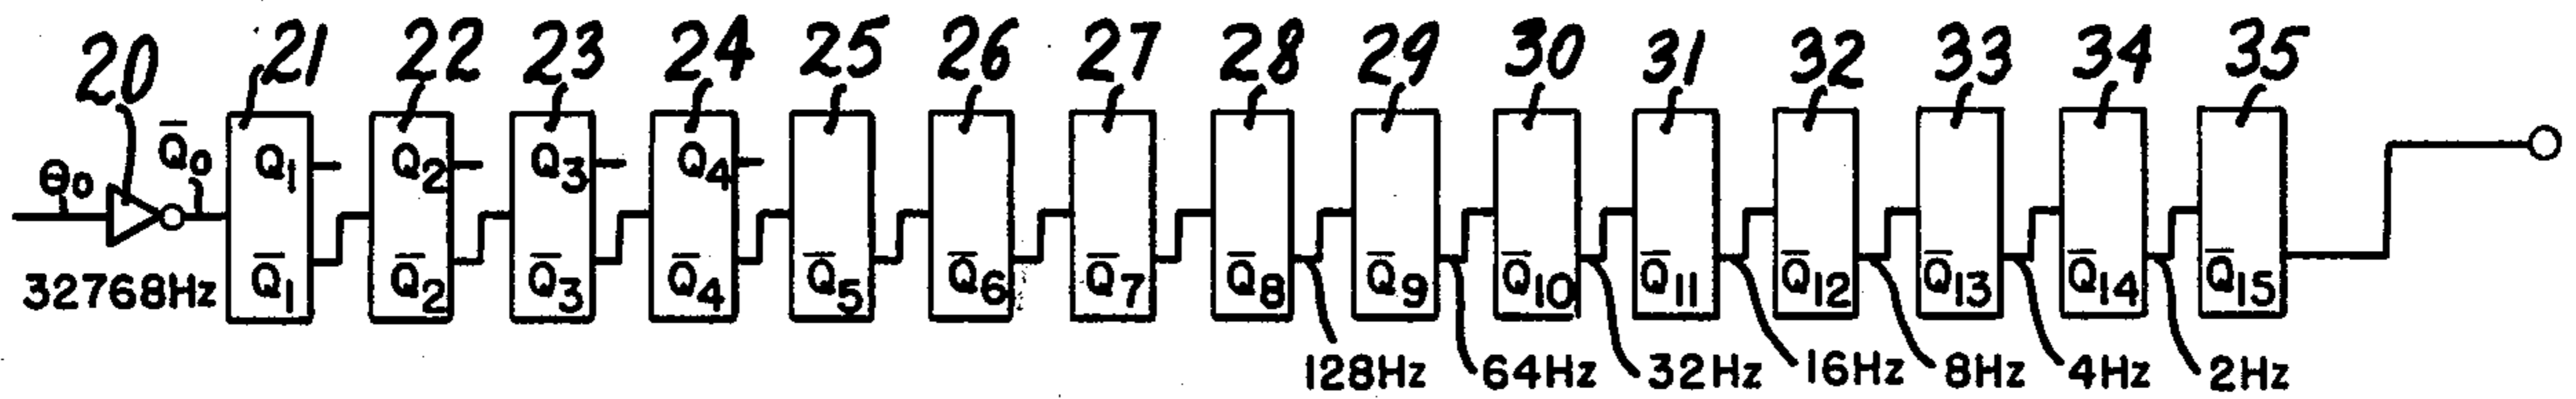 20 21 22 23 24 25 26 27 28 29 30 31 32 33 34 35
Θ0 Q̅0 Q1 Q2 Q3 Q4
32768Hz Q̅1 Q̅2 Q̅3 Q̅4 Q̅5 Q̅6 Q̅7 Q̅8 Q̅9 Q̅10 Q̅11 Q̅12 Q̅13 Q̅14 Q̅15
128Hz 64Hz 32Hz 16Hz 8Hz 4Hz 2Hz